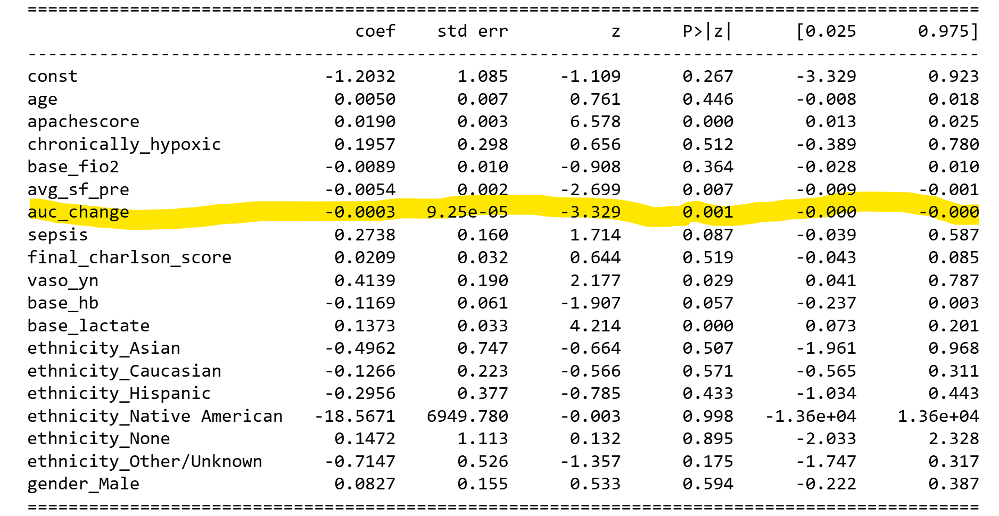 ==============================================================================================
coef    std err          z      P>|z|      [0.025      0.975]
----------------------------------------------------------------------------------------------
const                        -1.2032      1.085     -1.109      0.267      -3.329       0.923
age                           0.0050      0.007      0.761      0.446      -0.008       0.018
apachescore                   0.0190      0.003      6.578      0.000       0.013       0.025
chronically_hypoxic           0.1957      0.298      0.656      0.512      -0.389       0.780
base_fio2                    -0.0089      0.010     -0.908      0.364      -0.028       0.010
avg_sf_pre                   -0.0054      0.002     -2.699      0.007      -0.009      -0.001
auc_change                   -0.0003   9.25e-05     -3.329      0.001      -0.000      -0.000
sepsis                        0.2738      0.160      1.714      0.087      -0.039       0.587
final_charlson_score          0.0209      0.032      0.644      0.519      -0.043       0.085
vaso_yn                       0.4139      0.190      2.177      0.029       0.041       0.787
base_hb                      -0.1169      0.061     -1.907      0.057      -0.237       0.003
base_lactate                  0.1373      0.033      4.214      0.000       0.073       0.201
ethnicity_Asian              -0.4962      0.747     -0.664      0.507      -1.961       0.968
ethnicity_Caucasian          -0.1266      0.223     -0.566      0.571      -0.565       0.311
ethnicity_Hispanic           -0.2956      0.377     -0.785      0.433      -1.034       0.443
ethnicity_Native American   -18.5671   6949.780     -0.003      0.998   -1.36e+04    1.36e+04
ethnicity_None                0.1472      1.113      0.132      0.895      -2.033       2.328
ethnicity_Other/Unknown      -0.7147      0.526     -1.357      0.175      -1.747       0.317
gender_Male                   0.0827      0.155      0.533      0.594      -0.222       0.387
==============================================================================================